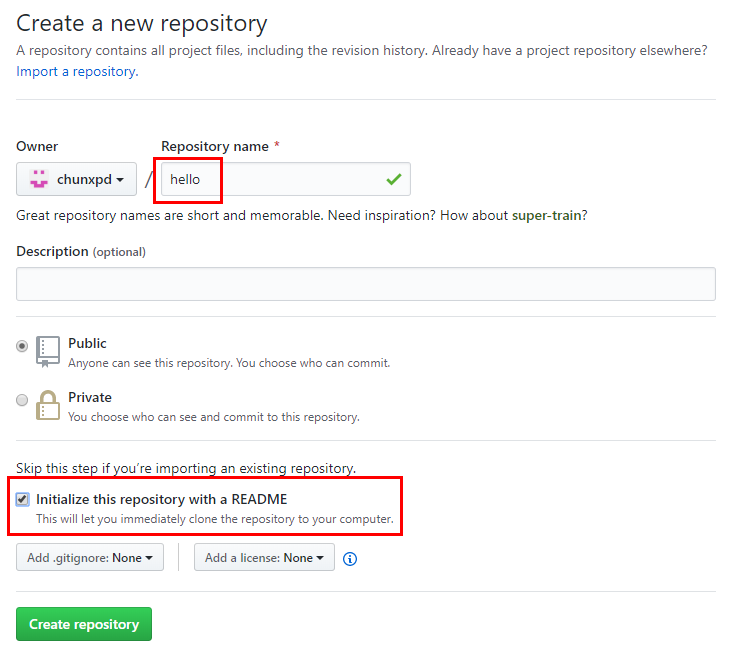 Create a new repository
A repository contains all project files, including the revision history. Already have a project repository elsewhere?
Import a repository.
Owner
Repository name *
chunxpd
/
hello
Great repository names are short and memorable. Need inspiration? How about super-train?
Description (optional)
Public
Anyone can see this repository. You choose who can commit.
Private
You choose who can see and commit to this repository.
Skip this step if you’re importing an existing repository.
Initialize this repository with a README
This will let you immediately clone the repository to your computer.
Add .gitignore: None
Add a license: None
Create repository